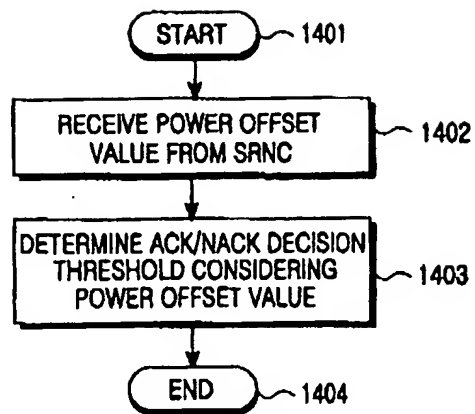 START
1401
RECEIVE POWER OFFSET
VALUE FROM SRNC
1402
DETERMINE ACK/NACK DECISION
THRESHOLD CONSIDERING
POWER OFFSET VALUE
1403
END
1404